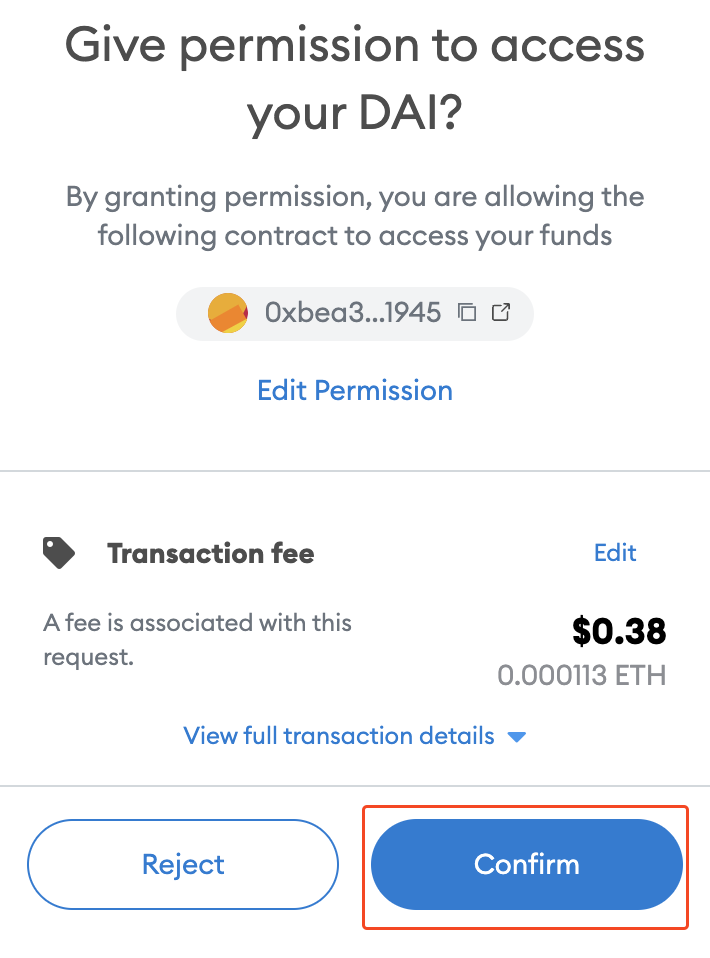 Give permission to access
your DAI?
By granting permission, you are allowing the
following contract to access your funds
0xbea3...1945
Edit Permission
Transaction fee
Edit
A fee is associated with this
request.
$0.38
0.000113 ETH
View full transaction details
Reject
Confirm